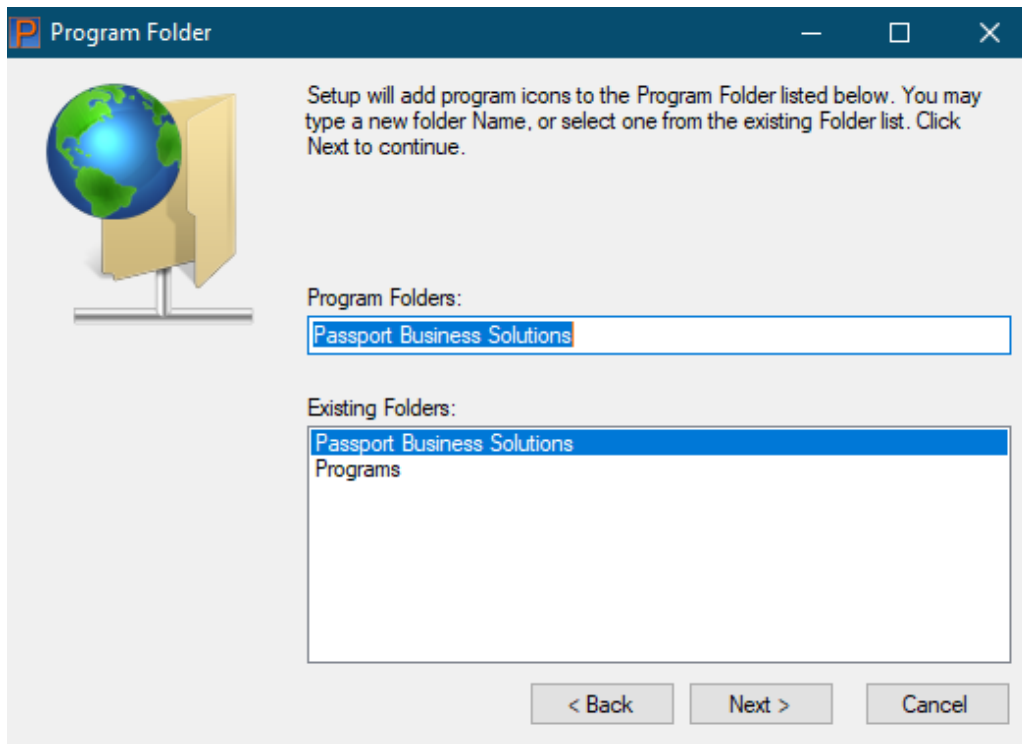 Program Folder
Setup will add program icons to the Program Folder listed below. You may
type a new folder Name, or select one from the existing Folder list. Click
Next to continue.
Program Folders:
Passport Business Solutions
Existing Folders:
Passport Business Solutions
Programs
< Back Next > Cancel